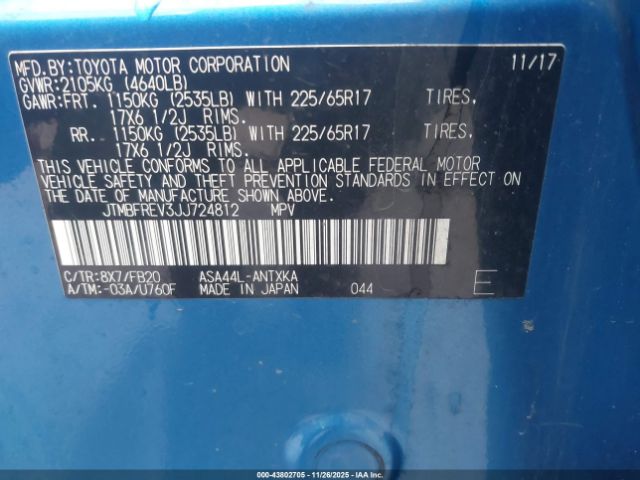 MFD.BY:TOYOTA MOTOR CORPORATION 11/17
GVWR:2105KG (4640LB)
GAWR:FRT. 1150KG (2535LB) WITH 225/65R17 TIRES,
17X6 1/2J RIMS.
RR. 1150KG (2535LB) WITH 225/65R17 TIRES,
17X6 1/2J RIMS.
THIS VEHICLE CONFORMS TO ALL APPLICABLE FEDERAL MOTOR
VEHICLE SAFETY AND THEFT PREVENTION STANDARDS IN EFFECT ON
THE DATE OF MANUFACTURE SHOWN ABOVE.
JTMBFREV3JJ724812 MPV
C/TR:8X7/FB20 ASA44L-ANTXKA
A/TM:-03A/U760F MADE IN JAPAN 044 E
000-43802705 - 11/26/2025 - IAAI.COM